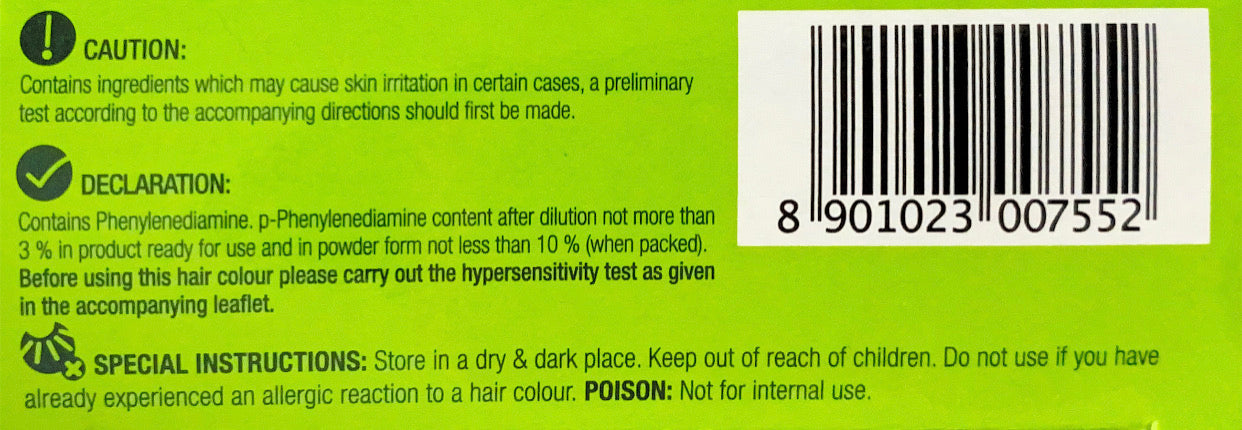 CAUTION:
Contains ingredients which may cause skin irritation in certain cases, a preliminary
test according to the accompanying directions should first be made.
DECLARATION:
Contains Phenylenediamine. p-Phenylenediamine content after dilution not more than
3 % in product ready for use and in powder form not less than 10 % (when packed).
Before using this hair colour please carry out the hypersensitivity test as given
in the accompanying leaflet.
8 901023 007552
SPECIAL INSTRUCTIONS: Store in a dry & dark place. Keep out of reach of children. Do not use if you have
already experienced an allergic reaction to a hair colour. POISON: Not for internal use.